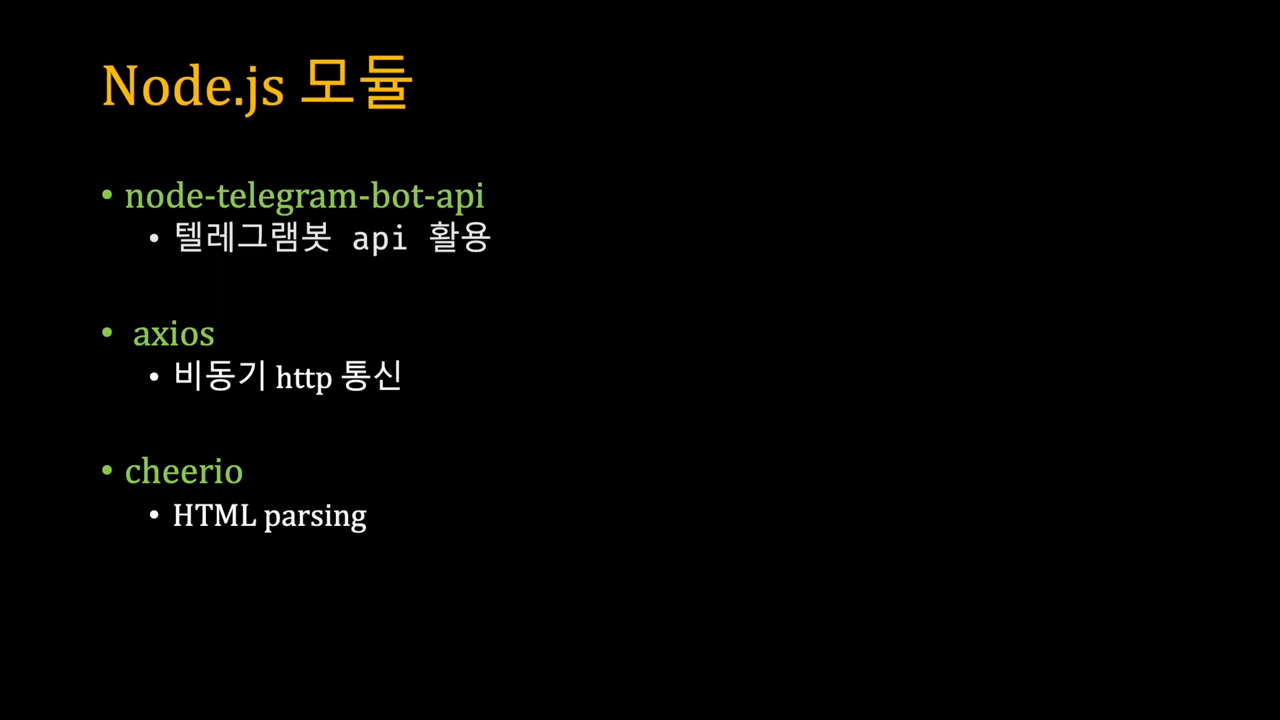 Node.js 모듈
• node-telegram-bot-api
• 텔레그램봇 api 활용
• axios
• 비동기 http 통신
• cheerio
• HTML parsing